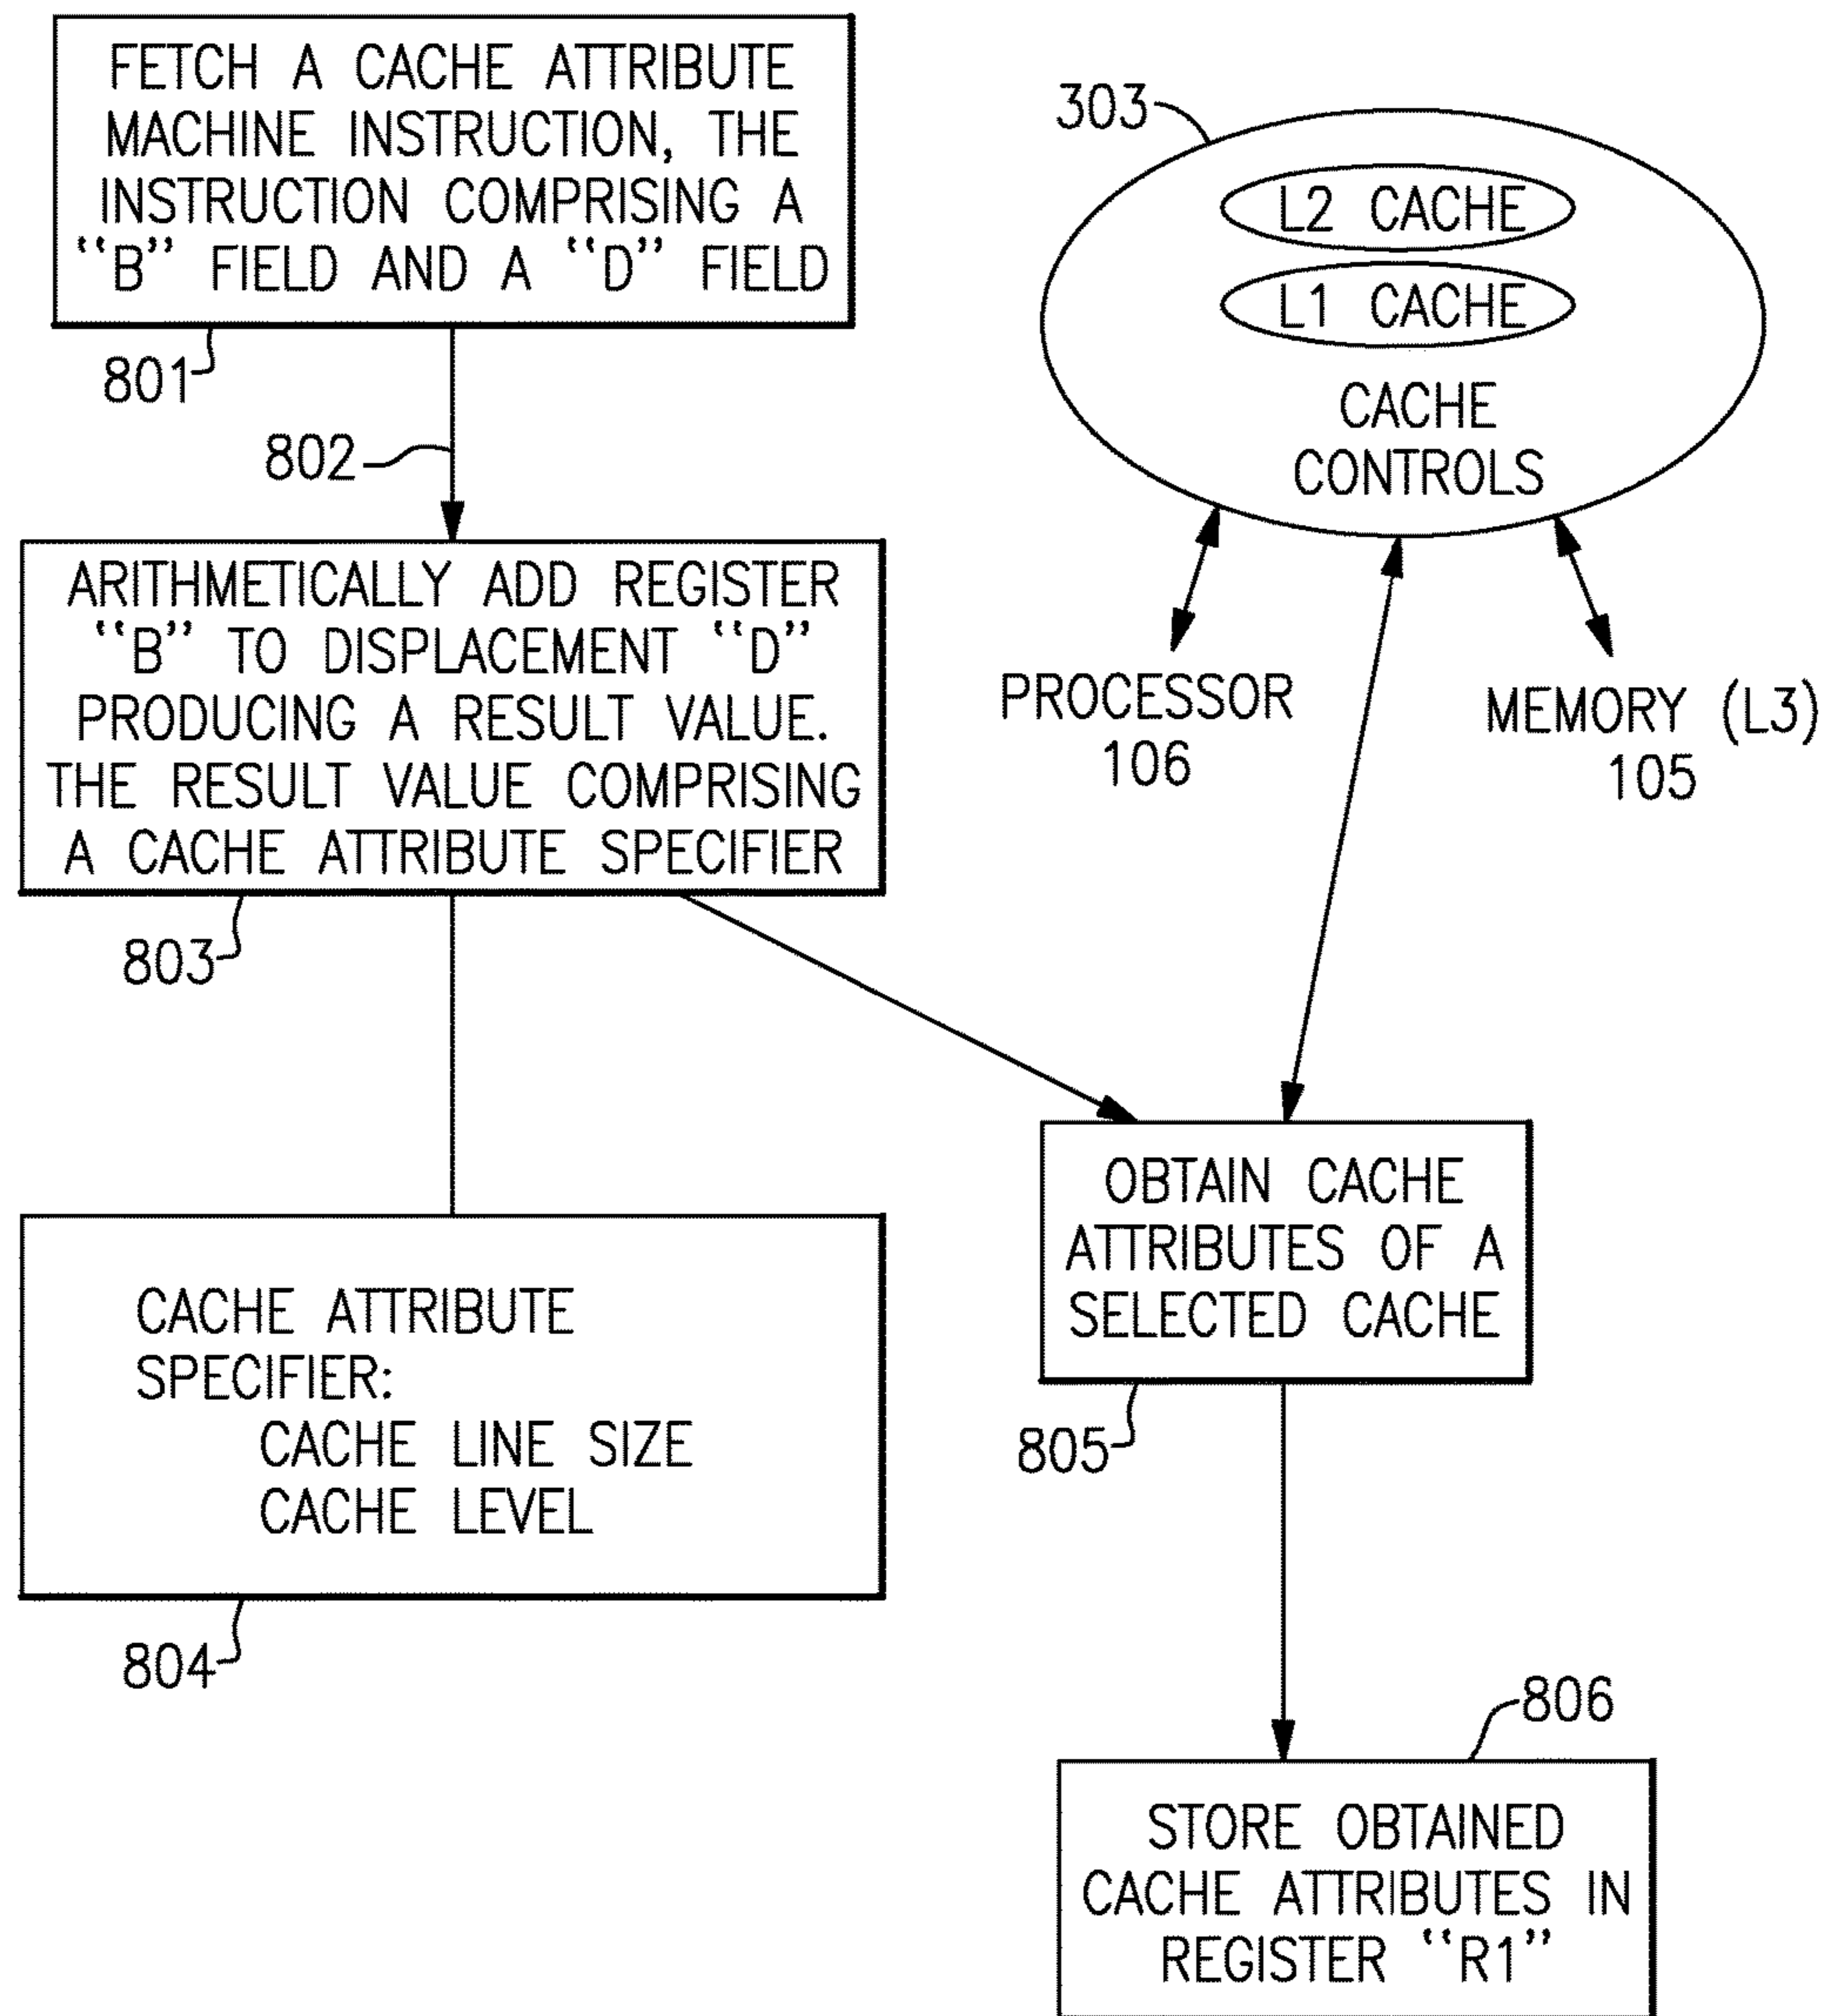 FETCH A CACHE ATTRIBUTE
MACHINE INSTRUCTION, THE
INSTRUCTION COMPRISING A
``B'' FIELD AND A ``D'' FIELD
801
802
ARITHMETICALLY ADD REGISTER
``B'' TO DISPLACEMENT ``D''
PRODUCING A RESULT VALUE.
THE RESULT VALUE COMPRISING
A CACHE ATTRIBUTE SPECIFIER
803
CACHE ATTRIBUTE
SPECIFIER:
CACHE LINE SIZE
CACHE LEVEL
804
303
L2 CACHE
L1 CACHE
CACHE
CONTROLS
PROCESSOR
106
MEMORY (L3)
105
OBTAIN CACHE
ATTRIBUTES OF A
SELECTED CACHE
805
806
STORE OBTAINED
CACHE ATTRIBUTES IN
REGISTER ``R1''